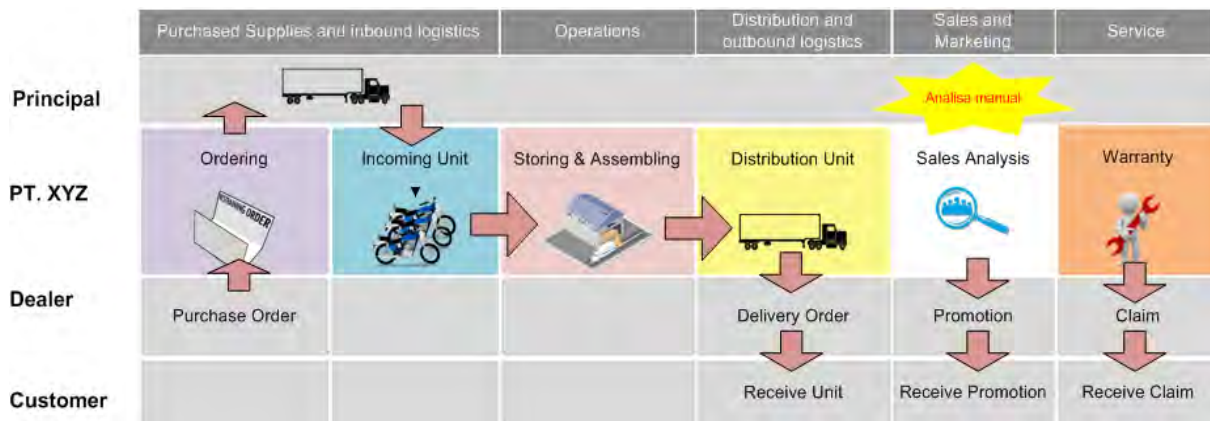 Purchased Supplies and inbound logistics
Operations
Distribution and
outbound logistics
Sales and
Marketing
Service
Principal
Analisa manual
PT. XYZ
Ordering
Incoming Unit
Storing & Assembling
Distribution Unit
Sales Analysis
Warranty
Dealer
Purchase Order
Delivery Order
Promotion
Claim
Customer
Receive Unit
Receive Promotion
Receive Claim